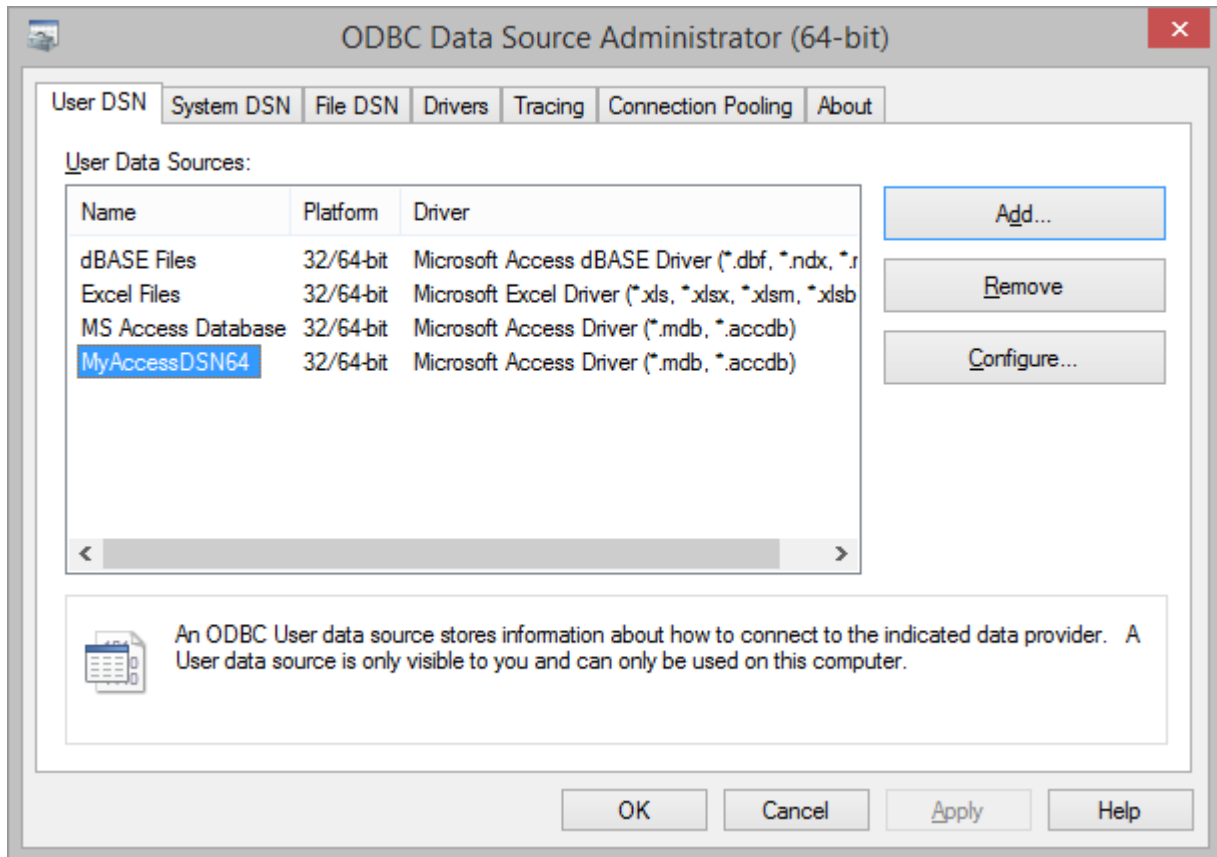 ODBC Data Source Administrator (64-bit)
User DSN System DSN File DSN Drivers Tracing Connection Pooling About
User Data Sources:
Name Platform Driver
dBASE Files 32/64-bit Microsoft Access dBASE Driver (*.dbf, *.ndx, *.
Excel Files 32/64-bit Microsoft Excel Driver (*.xls, *.xlsx, *.xlsm, *.xlsb
MS Access Database 32/64-bit Microsoft Access Driver (*.mdb, *.accdb)
MyAccessDSN64 32/64-bit Microsoft Access Driver (*.mdb, *.accdb)
Add...
Remove
Configure...
An ODBC User data source stores information about how to connect to the indicated data provider. A
User data source is only visible to you and can only be used on this computer.
OK Cancel Apply Help